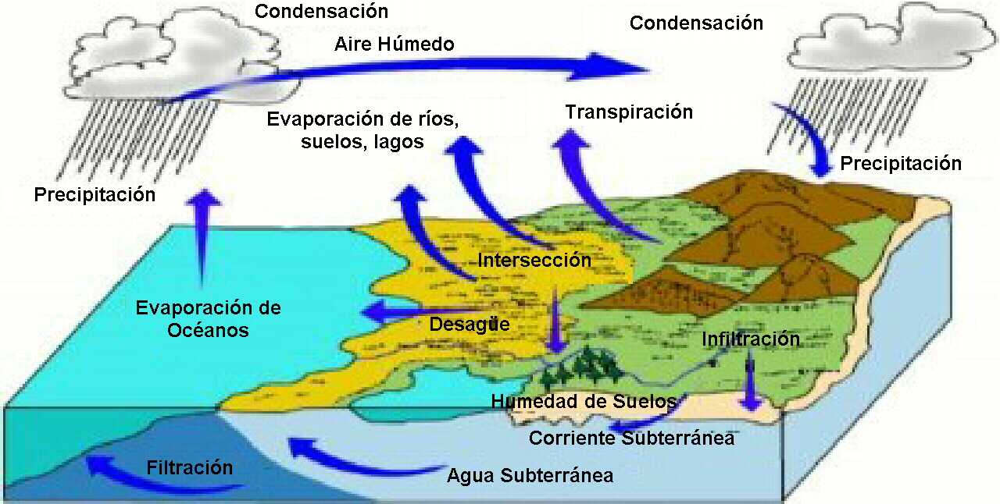 Condensación
Condensación
Aire Húmedo
Evaporación de ríos,
suelos, lagos
Transpiración
Precipitación
Precipitación
Intersección
Evaporación de
Océanos
Desagüe
Infiltración
Humedad de Suelos
Corriente Subterránea
Filtración
Agua Subterránea